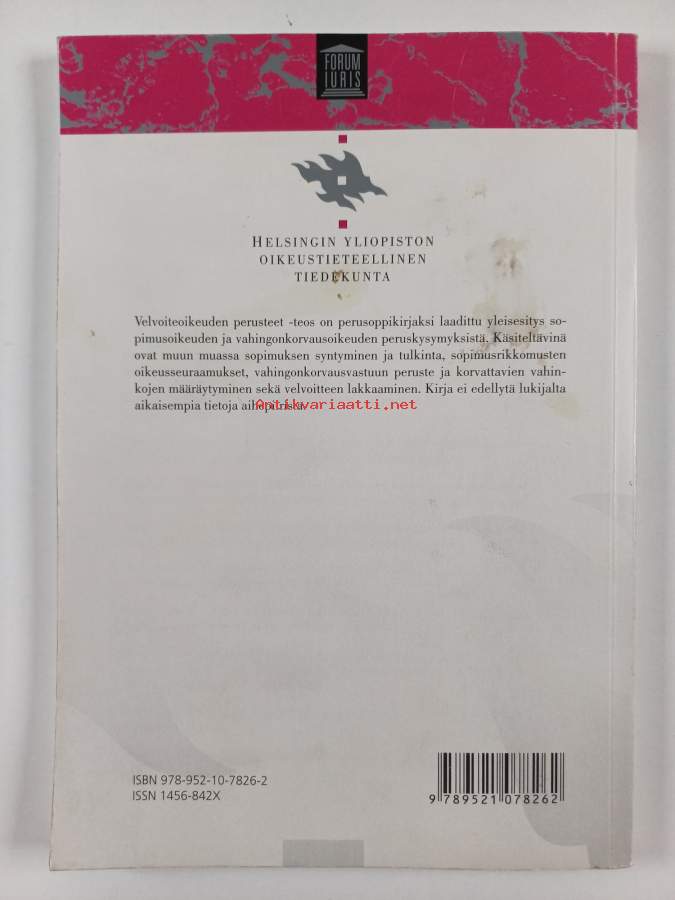 FORUM
IURIS
HELSINGIN YLIOPISTON
OIKEUSTIETEELLINEN
TIEDEKUNTA
Velvoiteoikeuden perusteet -teos on perusoppikirjaksi laadittu yleisesitys so-
pimusoikeuden ja vahingonkorvausoikeuden peruskysymyksistä. Käsiteltävinä
ovat muun muassa sopimuksen syntyminen ja tulkinta, sopimusrikkomusten
oikeusseuraamukset, vahingonkorvausvastuun peruste ja korvattavien vahin-
kojen määräytyminen sekä velvoitteen lakkaaminen. Kirja ei edellytä lukijalta
aikaisempia tietoja aihepiiristä.
Antikvariaatti.net
ISBN 978-952-10-7826-2
ISSN 1456-842X
9 789521 078262